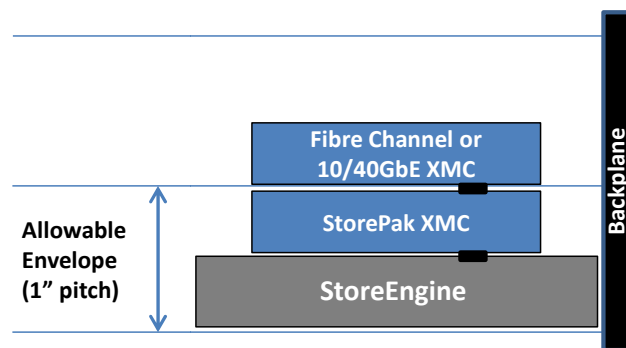 Fibre Channel or
10/40GbE XMC
StorePak XMC
StoreEngine
Allowable
Envelope
(1” pitch)
Backplane